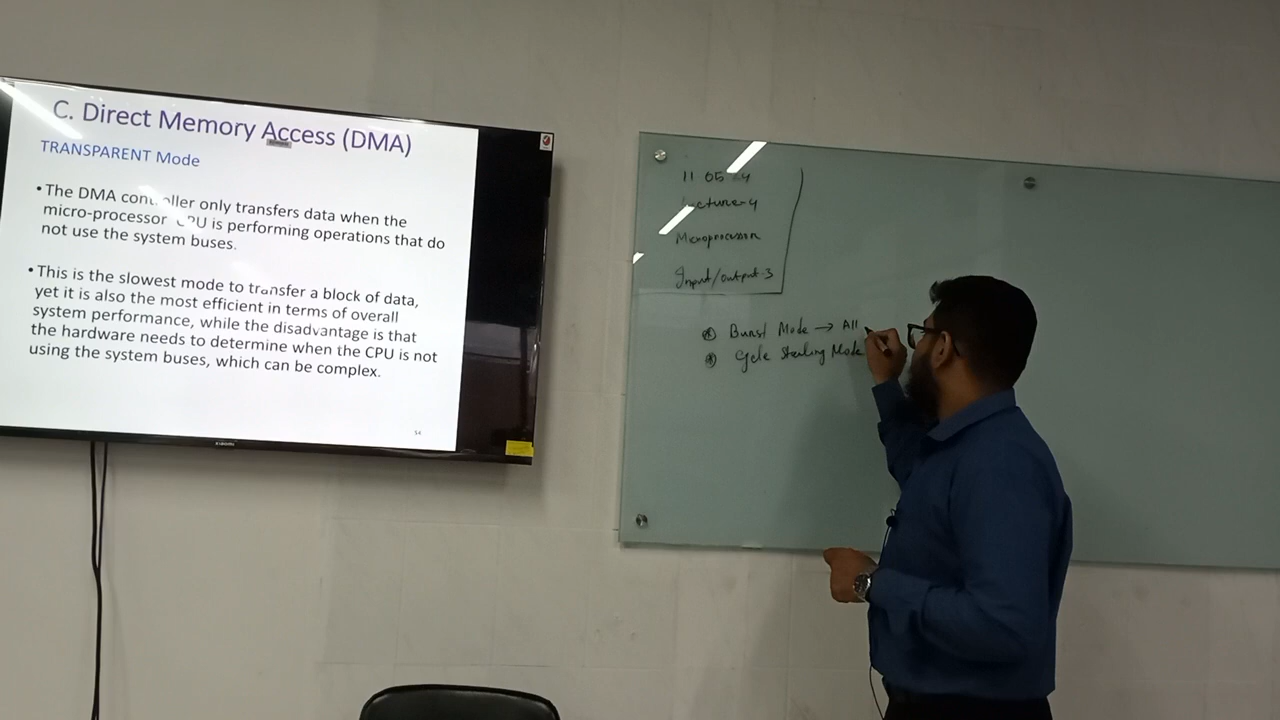 C. Direct Memory Access (DMA)
TRANSPARENT Mode
• The DMA controller only transfers data when the
micro-processor CPU is performing operations that do
not use the system buses.
• This is the slowest mode to transfer a block of data,
yet it is also the most efficient in terms of overall
system performance, while the disadvantage is that
the hardware needs to determine when the CPU is not
using the system buses, which can be complex.
54
xiaomi
11 05 24
Lecture-4
Microprocessor
Input/output-3
Burst Mode → All
Cycle Stealing Mode